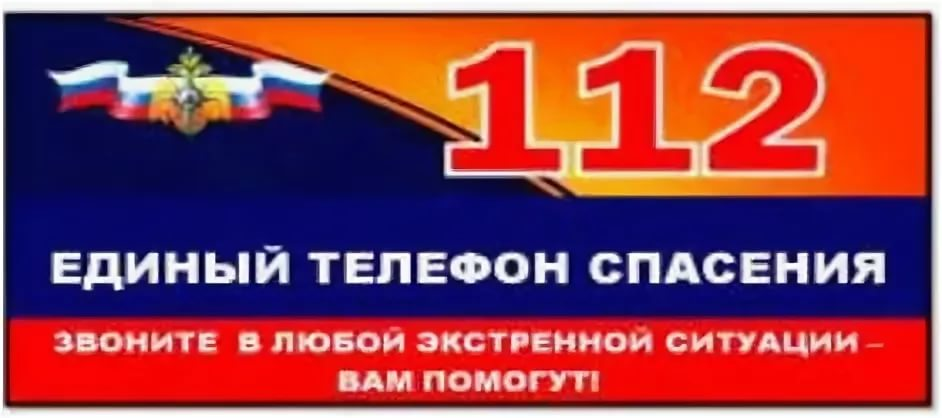 112
ЕДИНЫЙ ТЕЛЕФОН СПАСЕНИЯ
ЗВОНИТЕ В ЛЮБОЙ ЭКСТРЕННОЙ СИТУАЦИИ –
ВАМ ПОМОГУТ!